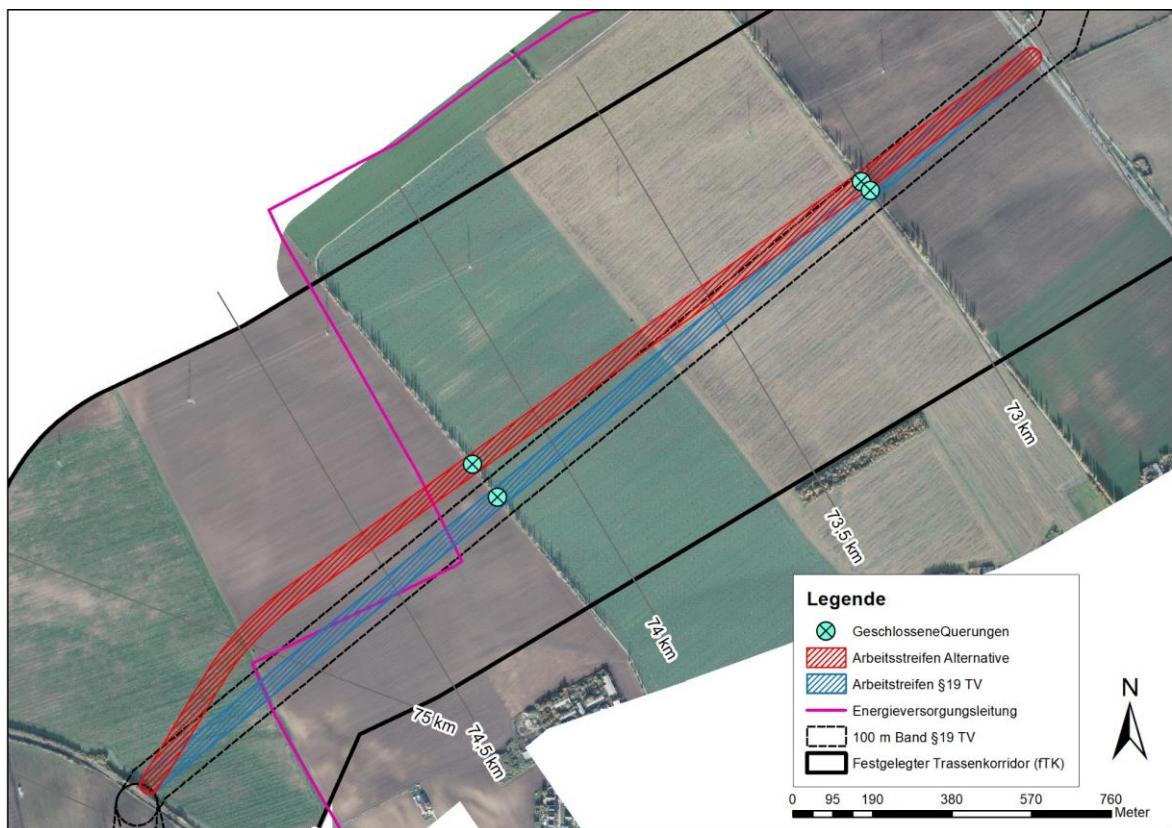 73 km
73,5 km
74 km
74,5 km
75 km
Legende
GeschlosseneQuerungen
Arbeitsstreifen Alternative
Arbeitstreifen §19 TV
Energieversorgungsleitung
100 m Band §19 TV
Festgelegter Trassenkorridor (fTK)
N
0 95 190 380 570 760
Meter